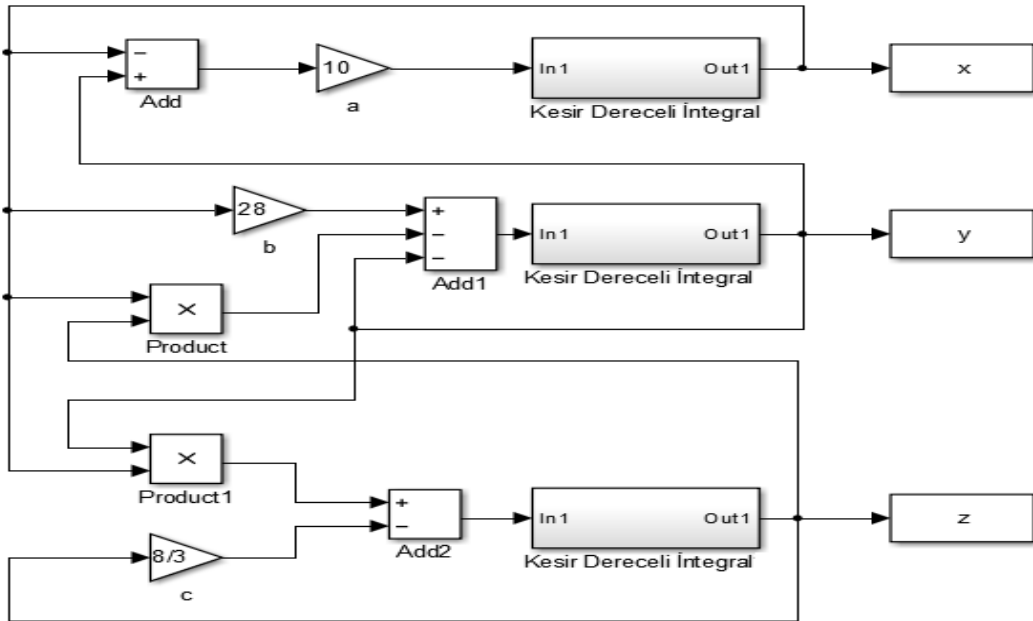 −
+
Add
10
a
In1 Out1
Kesir Dereceli İntegral
x
28
b
+
−
−
Add1
In1 Out1
Kesir Dereceli İntegral
y
×
Product
×
Product1
8/3
c
+
−
Add2
In1 Out1
Kesir Dereceli İntegral
z